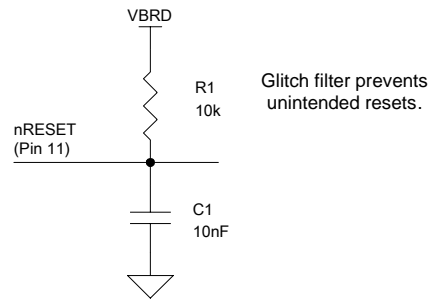 VBRD
R1
10k
Glitch filter prevents
unintended resets.
nRESET
(Pin 11)
C1
10nF